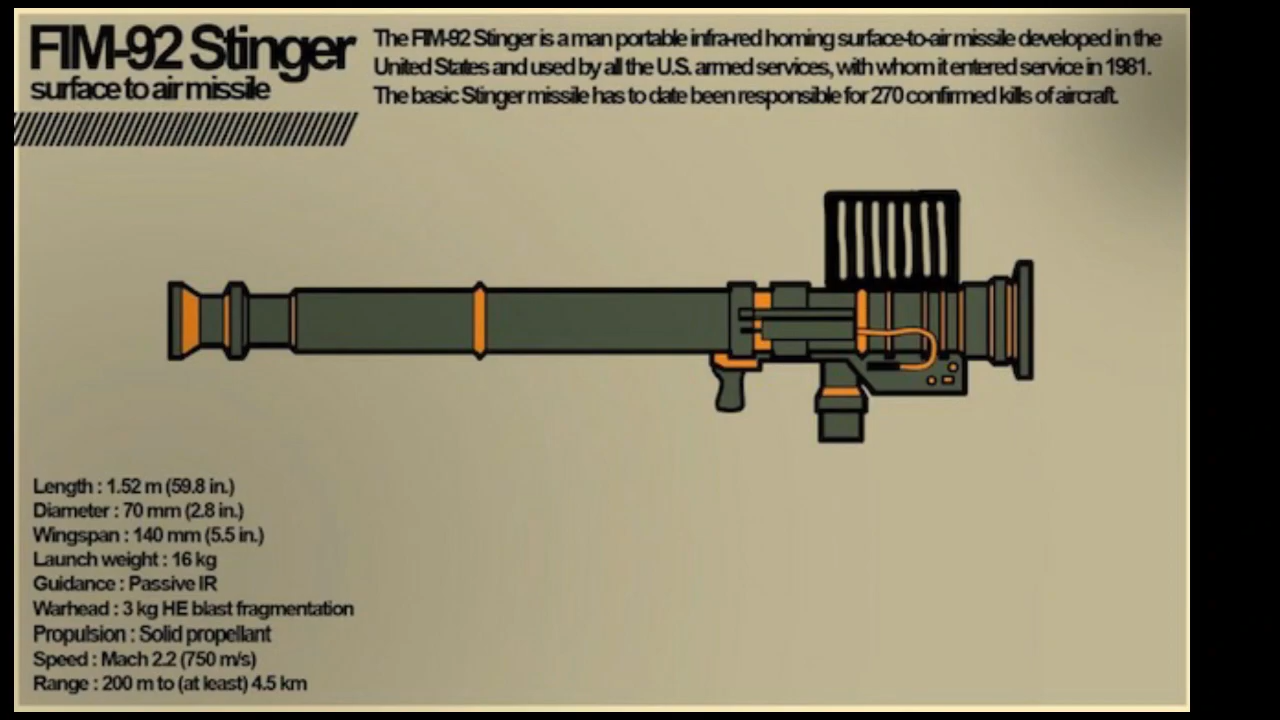 FIM-92 Stinger
surface to air missile
The FIM-92 Stinger is a man portable infra-red homing surface-to-air missile developed in the
United States and used by all the U.S. armed services, with whom it entered service in 1981.
The basic Stinger missile has to date been responsible for 270 confirmed kills of aircraft.
Length : 1.52 m (59.8 in.)
Diameter : 70 mm (2.8 in.)
Wingspan : 140 mm (5.5 in.)
Launch weight : 16 kg
Guidance : Passive IR
Warhead : 3 kg HE blast fragmentation
Propulsion : Solid propellant
Speed : Mach 2.2 (750 m/s)
Range : 200 m to (at least) 4.5 km